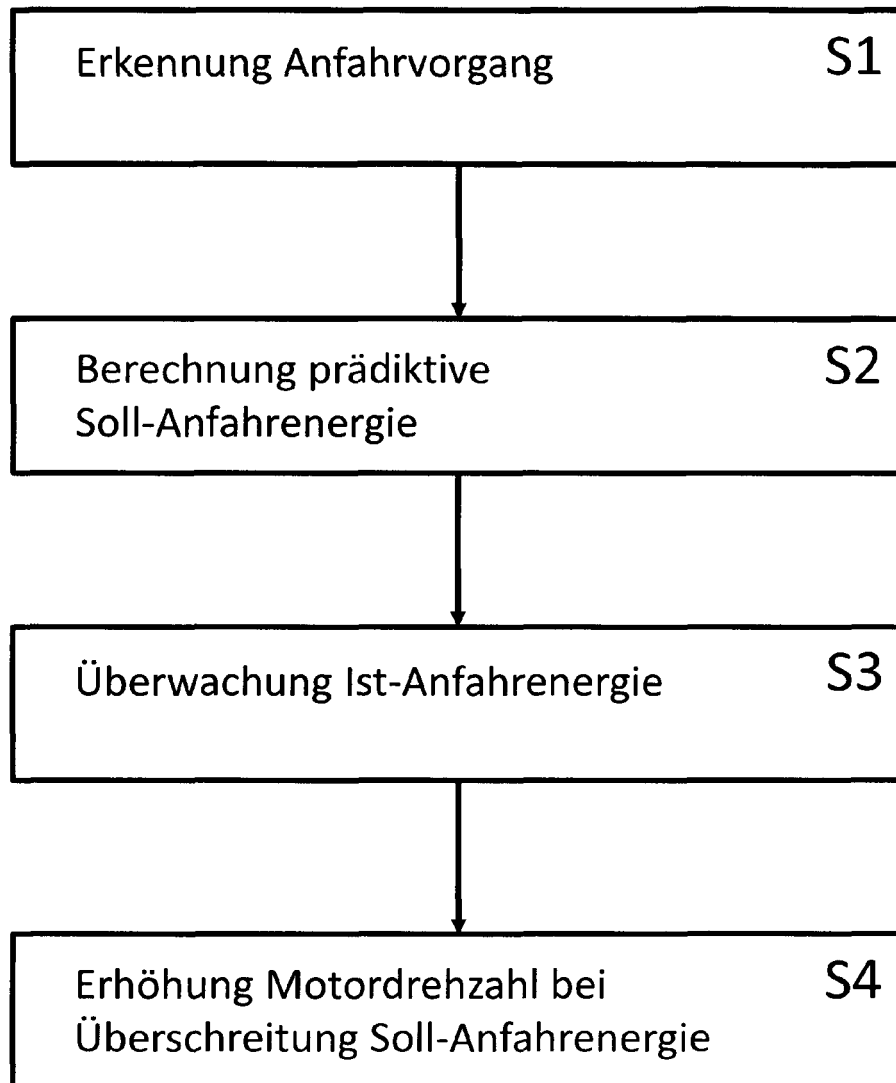 Erkennung Anfahrvorgang S1
Berechnung prädiktive S2
Soll-Anfahrenergie
Überwachung Ist-Anfahrenergie S3
Erhöhung Motordrehzahl bei S4
Überschreitung Soll-Anfahrenergie